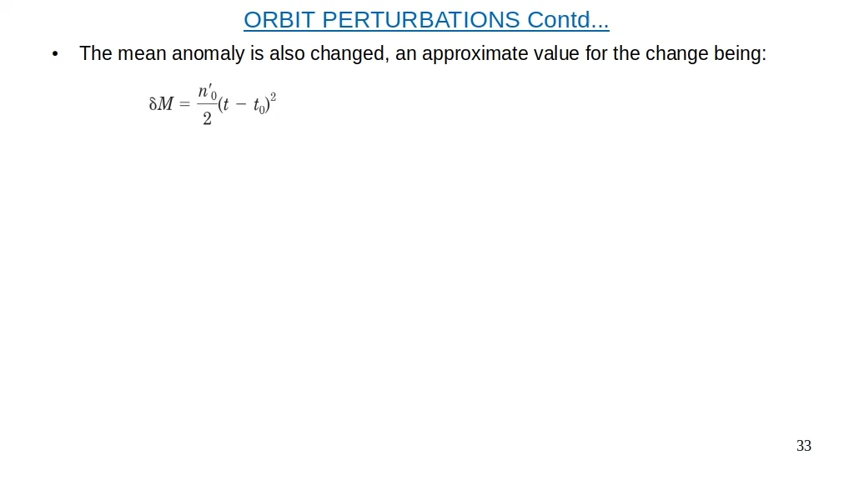 ORBIT PERTURBATIONS Contd...
• The mean anomaly is also changed, an approximate value for the change being:
δM = n′₀/2 (t − t₀)²
33